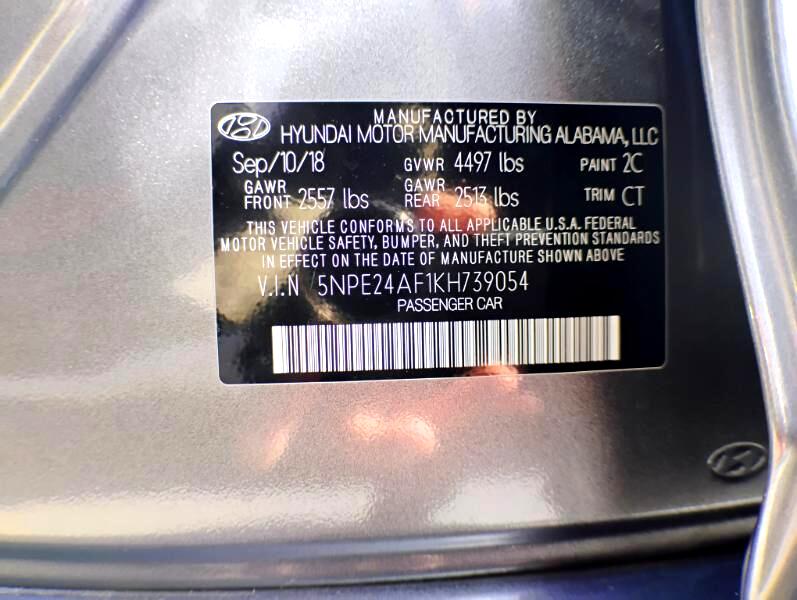 MANUFACTURED BY
HYUNDAI MOTOR MANUFACTURING ALABAMA, LLC
Sep/10/18 GVWR 4497 lbs PAINT 2C
GAWR FRONT 2557 lbs GAWR REAR 2513 lbs TRIM CT
THIS VEHICLE CONFORMS TO ALL APPLICABLE U.S.A. FEDERAL
MOTOR VEHICLE SAFETY, BUMPER, AND THEFT PREVENTION STANDARDS
IN EFFECT ON THE DATE OF MANUFACTURE SHOWN ABOVE
V.I.N 5NPE24AF1KH739054
PASSENGER CAR